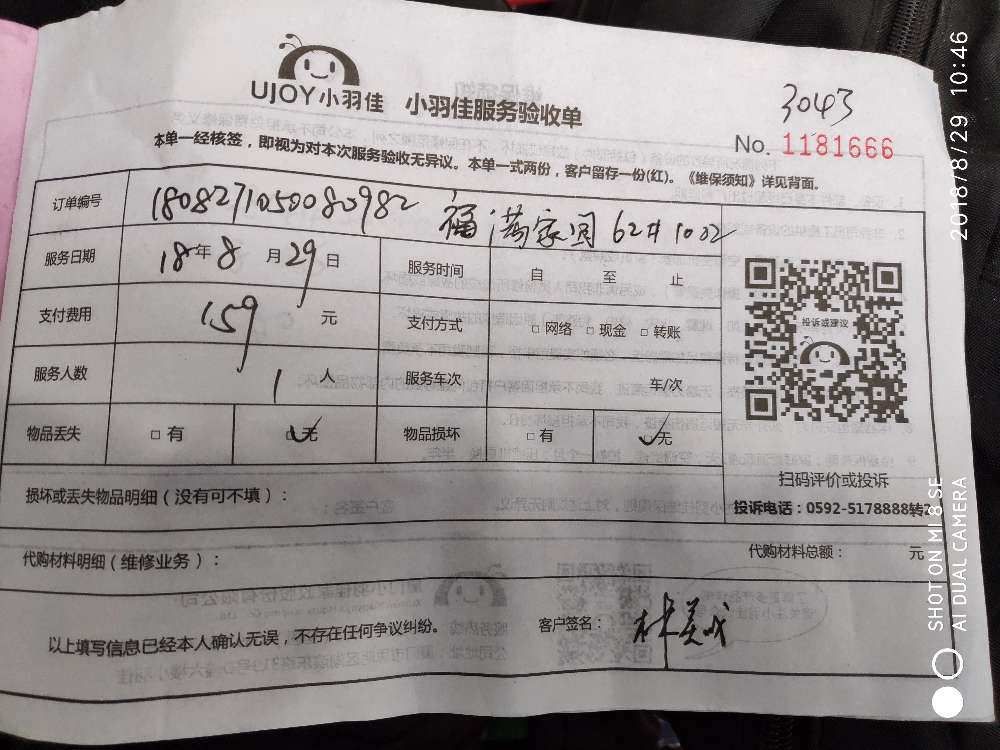 UJOY小羽佳 小羽佳服务验收单
3043
No. 1181666
本单一经核签，即视为对本次服务验收无异议。本单一式两份，客户留存一份(红)。《维保须知》详见背面。
订单编号 1808271050080982 福满家园 62# 1032
服务日期 18年8月29日 服务时间 自 至 止
支付费用 159 元 支付方式 □网络 □现金 □转账
服务人数 1 人 服务车次 车/次
物品丢失 □有 □无 物品损坏 □有 □无
投诉或建议
扫码评价或投诉
投诉电话：0592-5178888转2
损坏或丢失物品明细（没有可不填）：
代购材料明细（维修业务）： 代购材料总额： 元
以上填写信息已经本人确认无误，不存在任何争议纠纷。 客户签名： 林美
2018/8/29 10:46
SHOT ON MI 8 SE
AI DUAL CAMERA